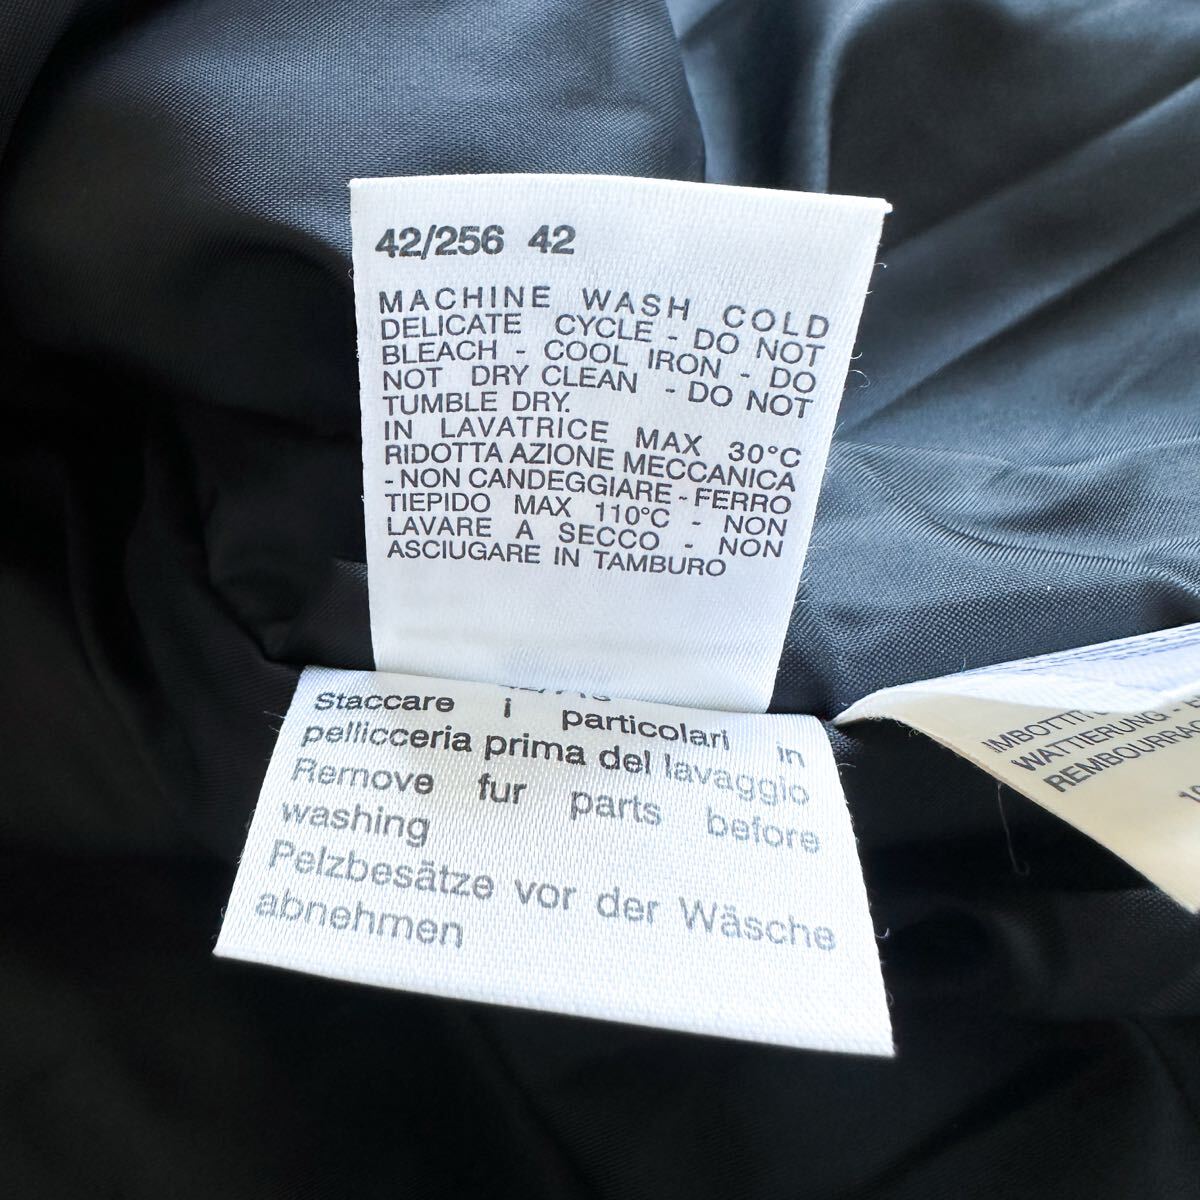 42/256 42
MACHINE WASH COLD
DELICATE CYCLE - DO NOT
BLEACH - COOL IRON - DO
NOT DRY CLEAN - DO NOT
TUMBLE DRY.
IN LAVATRICE MAX 30°C
RIDOTTA AZIONE MECCANICA
- NON CANDEGGIARE - FERRO
TIEPIDO MAX 110°C - NON
LAVARE A SECCO - NON
ASCIUGARE IN TAMBURO
Staccare i particolari in
pellicceria prima del lavaggio
Remove fur parts before
washing
Pelzbesätze vor der Wäsche
abnehmen
WATTIERUNG